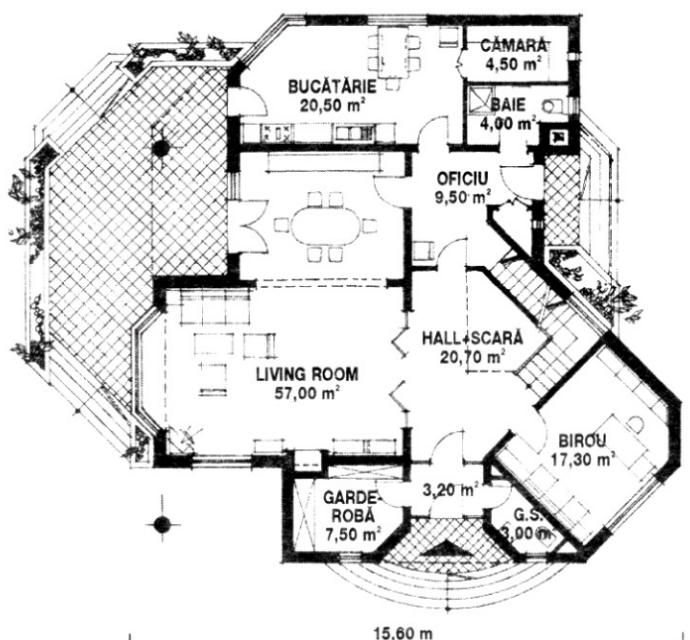 CĂMARĂ
4,50 m²
BUCĂTĂRIE
20,50 m²
BAIE
4,00 m²
OFICIU
9,50 m²
HALL+SCARĂ
20,70 m²
LIVING ROOM
57,00 m²
BIROU
17,30 m²
3,20 m²
GARDE-
ROBĂ
7,50 m²
G.S.
3,00 m
15,60 m